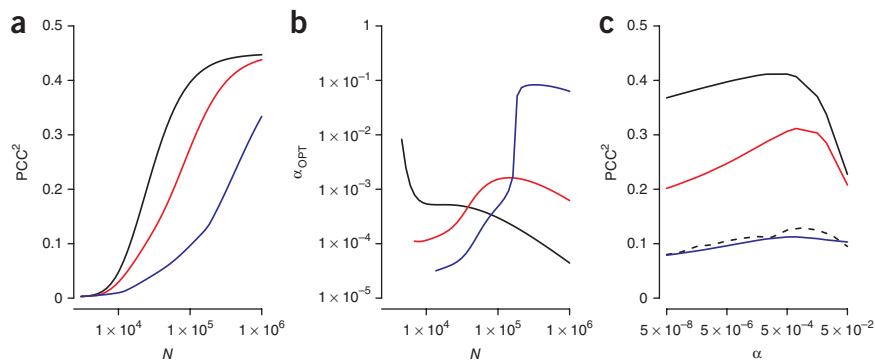 a
PCC²
0.5
0.4
0.3
0.2
0.1
0
1 × 10⁴
1 × 10⁵
1 × 10⁶
N
b
α_OPT
1
1 × 10⁻¹
1 × 10⁻²
1 × 10⁻³
1 × 10⁻⁴
1 × 10⁻⁵
1 × 10⁴
1 × 10⁵
1 × 10⁶
N
c
PCC²
0.5
0.4
0.3
0.2
0.1
0
5 × 10⁻⁸
5 × 10⁻⁶
5 × 10⁻⁴
5 × 10⁻²
α